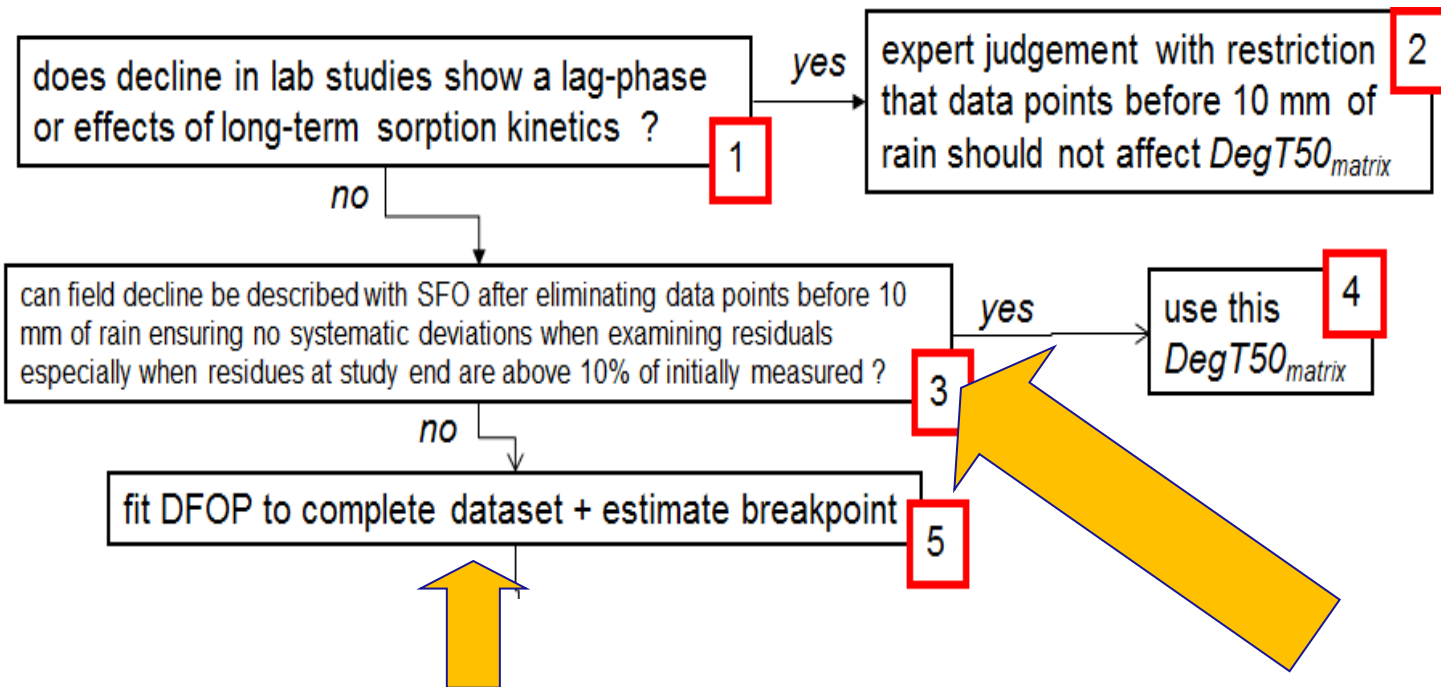 does decline in lab studies show a lag-phase
or effects of long-term sorption kinetics ?
1
yes
expert judgement with restriction
that data points before 10 mm of
rain should not affect DegT50matrix
2
no
can field decline be described with SFO after eliminating data points before 10
mm of rain ensuring no systematic deviations when examining residuals
especially when residues at study end are above 10% of initially measured ?
3
yes
use this
DegT50matrix
4
no
fit DFOP to complete dataset + estimate breakpoint
5